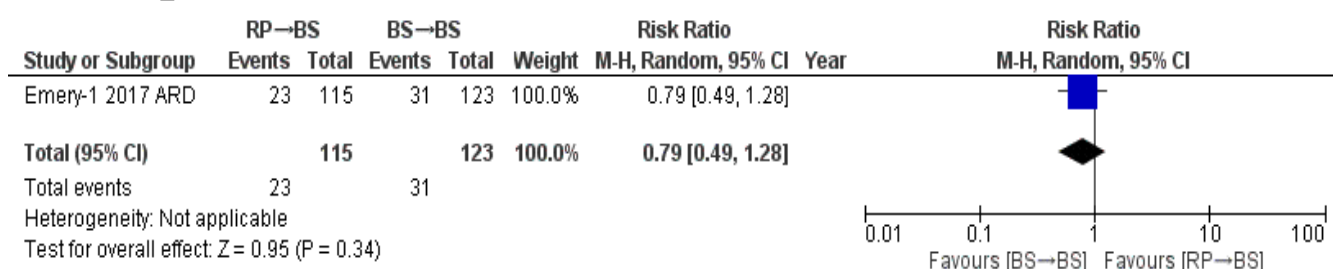 RP→BS BS→BS Risk Ratio Risk Ratio
Study or Subgroup Events Total Events Total Weight M-H, Random, 95% CI Year M-H, Random, 95% CI
Emery-1 2017 ARD 23 115 31 123 100.0% 0.79 [0.49, 1.28]
Total (95% CI) 115 123 100.0% 0.79 [0.49, 1.28]
Total events 23 31
Heterogeneity: Not applicable
Test for overall effect: Z = 0.95 (P = 0.34)
0.01 0.1 1 10 100
Favours [BS→BS] Favours [RP→BS]